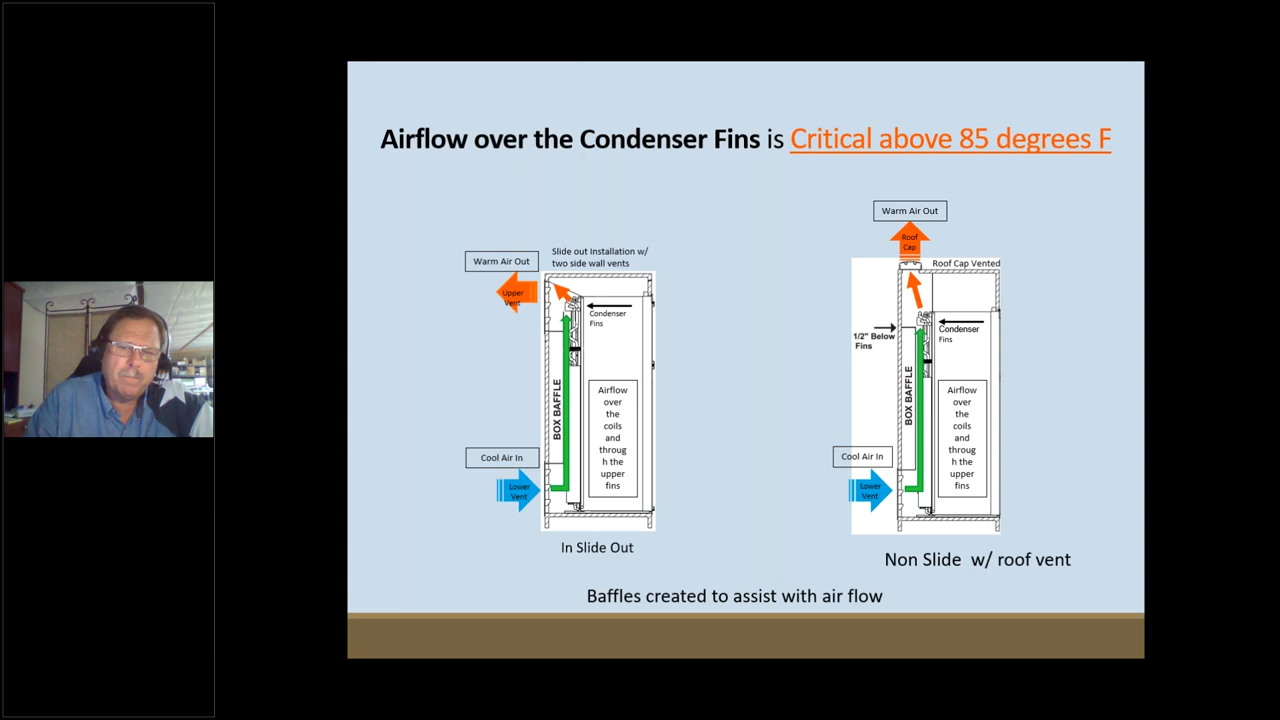 Airflow over the Condenser Fins is Critical above 85 degrees F
Warm Air Out
Slide out Installation w/
two side wall vents
Upper
Vent
Condenser
Fins
BOX BAFFLE
Airflow
over
the
coils
and
throug
h the
upper
fins
Cool Air In
Lower
Vent
In Slide Out
Warm Air Out
Roof
Cap
Roof Cap Vented
1/2" Below
Fins
Condenser
Fins
BOX BAFFLE
Airflow
over
the
coils
and
throug
h the
upper
fins
Cool Air In
Lower
Vent
Non Slide w/ roof vent
Baffles created to assist with air flow